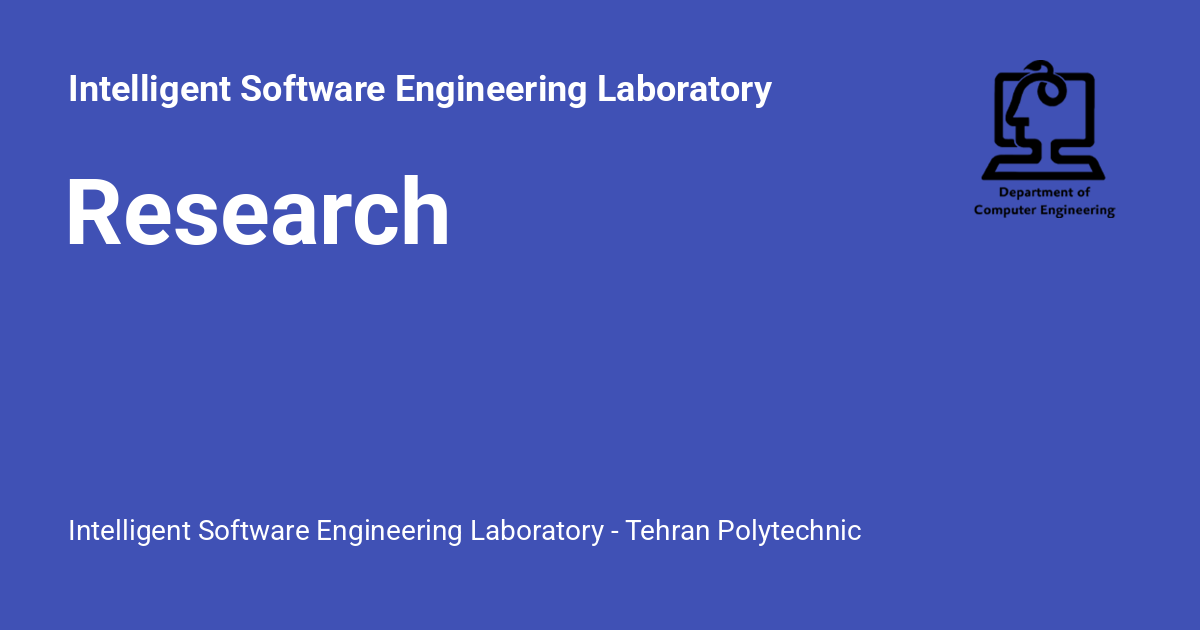 Intelligent Software Engineering Laboratory
Research
Department of
Computer Engineering
Intelligent Software Engineering Laboratory - Tehran Polytechnic